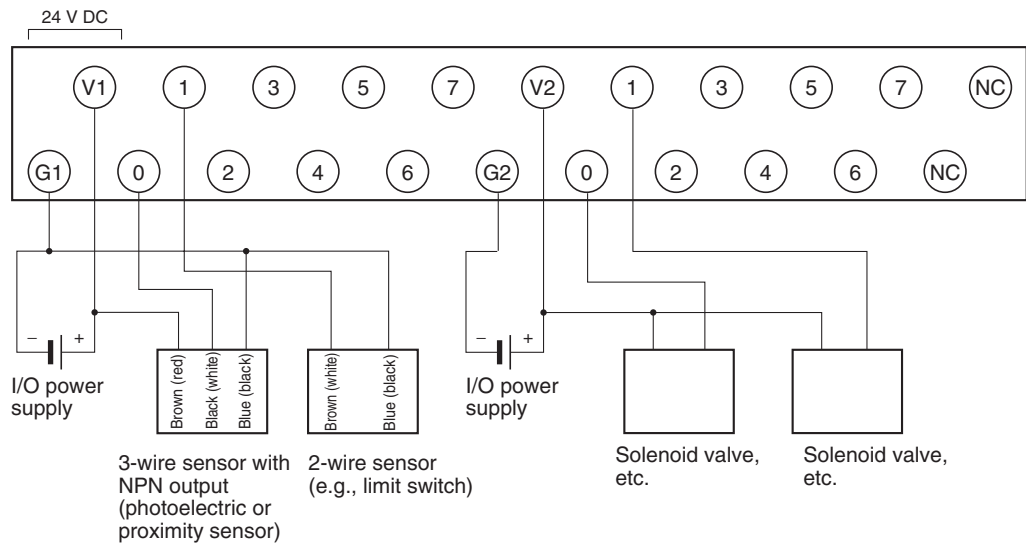 24 V DC
V1 1 3 5 7 V2 1 3 5 7 NC
G1 0 2 4 6 G2 0 2 4 6 NC
− +
I/O power
supply
Brown (red)
Black (white)
Blue (black)
3-wire sensor with
NPN output
(photoelectric or
proximity sensor)
Brown (white)
Blue (black)
2-wire sensor
(e.g., limit switch)
− +
I/O power
supply
Solenoid valve,
etc.
Solenoid valve,
etc.